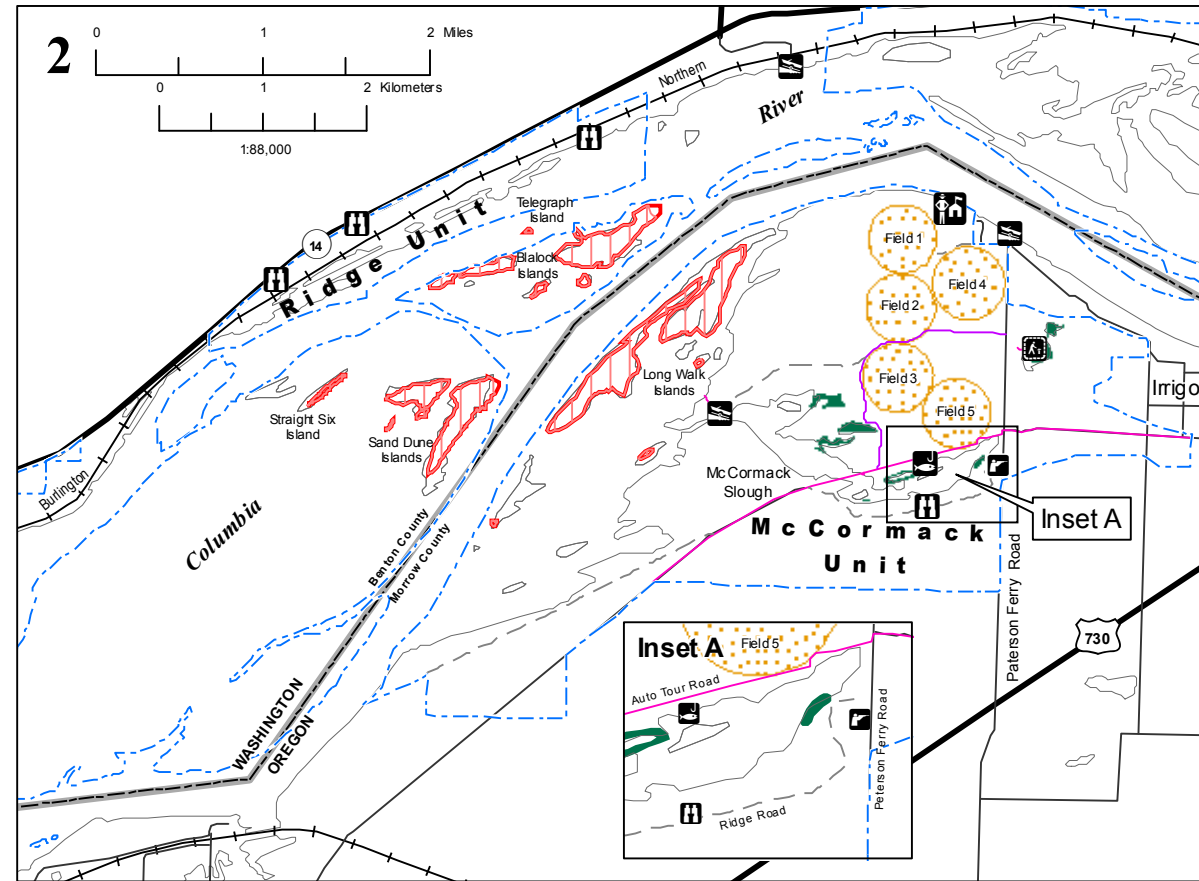 2
0 1 2 Miles
0 1 2 Kilometers
1:88,000
Northern
River
Telegraph
Island
14
Ridge Unit
Blalock
Islands
Field 1
Field 4
Field 2
Long Walk
Islands
Field 3
Field 5
Irrigo
Straight Six
Island
Sand Dune
Islands
McCormack
Slough
Burlington
Columbia
McCormack
Unit
Inset A
Benton County
Morrow County
Paterson Ferry Road
730
WASHINGTON
OREGON
Inset A
Field 5
Auto Tour Road
Peterson Ferry Road
Ridge Road